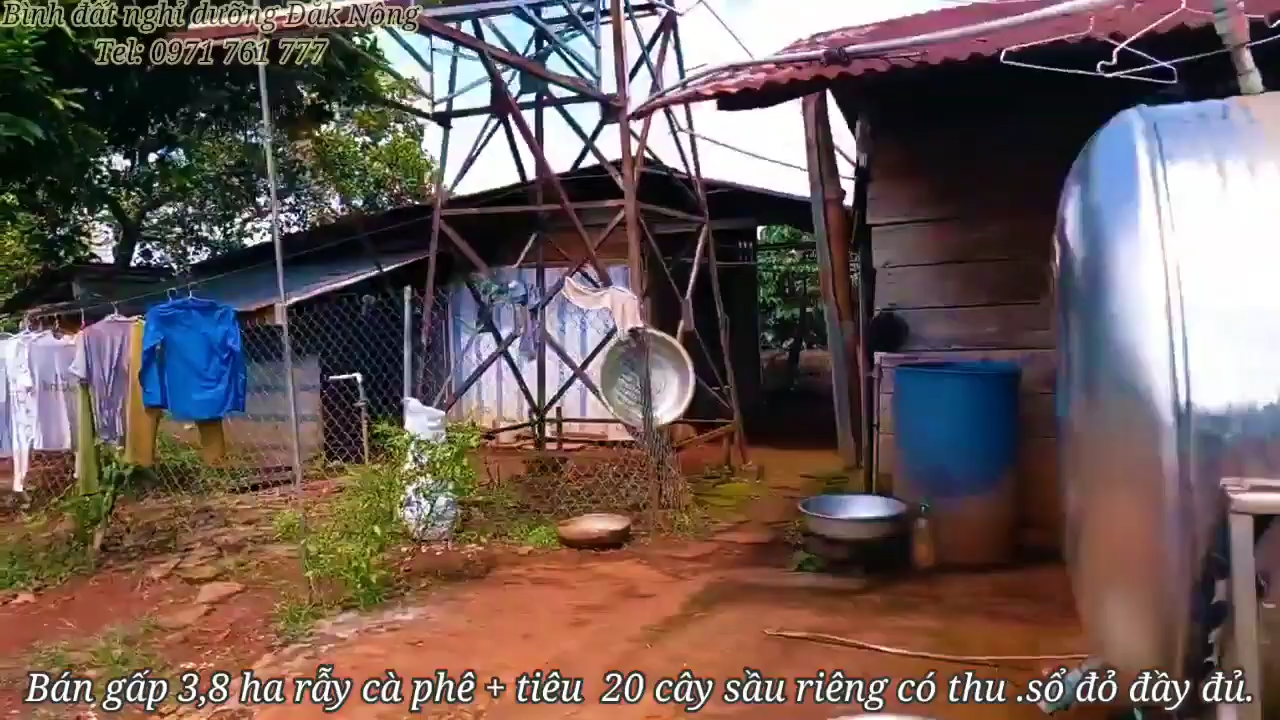 Bình đất nghỉ dưỡng Đăk Nông
Tel: 0971 761 777
Bán gấp 3,8 ha rẫy cà phê + tiêu 20 cây sầu riêng có thu .sổ đỏ đầy đủ.